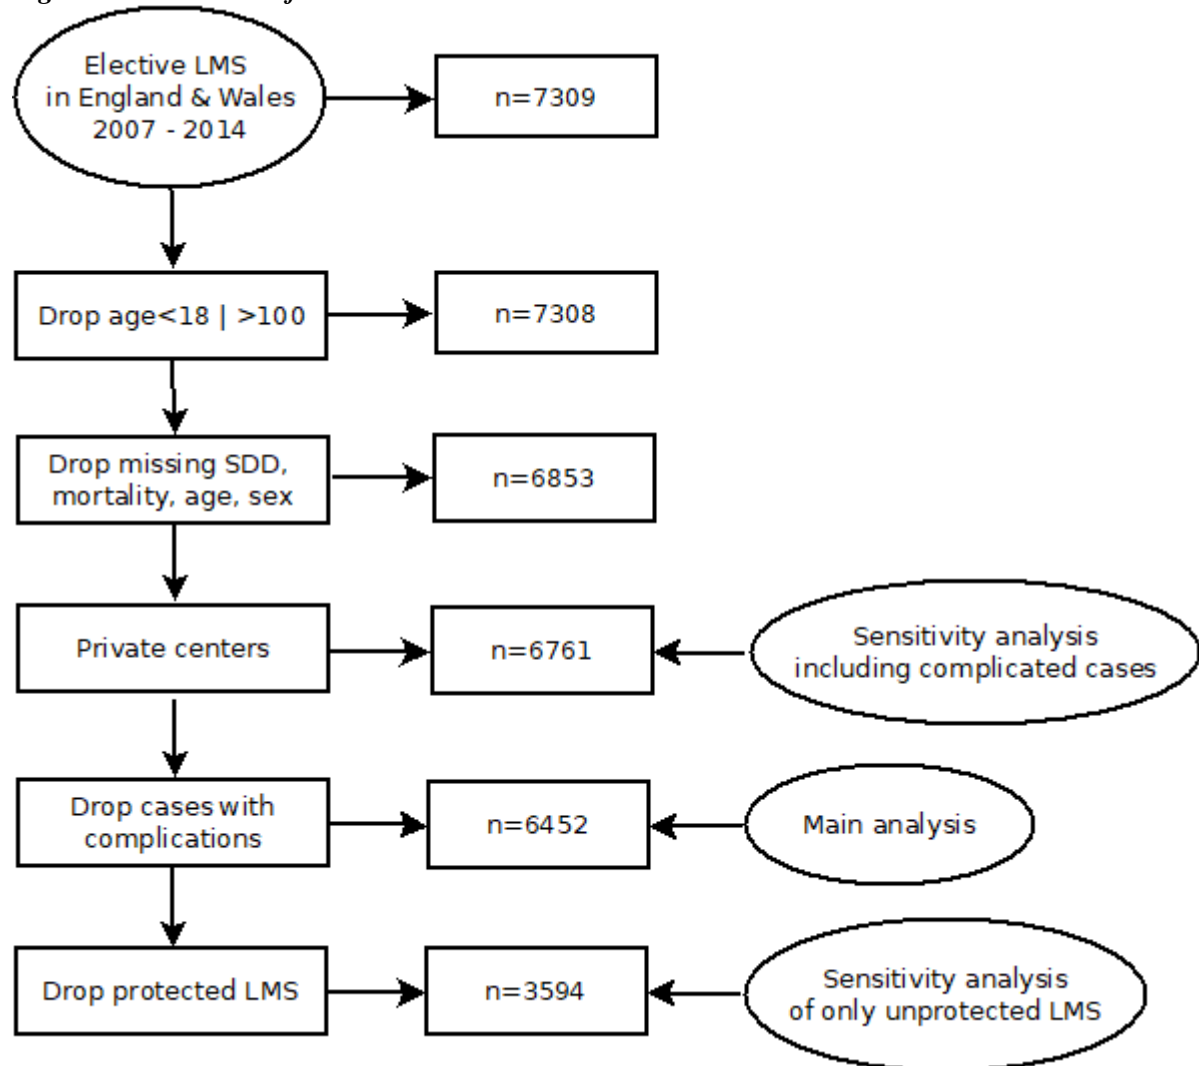 Elective LMS
in England & Wales
2007 - 2014
n=7309
Drop age<18 | >100
n=7308
Drop missing SDD,
mortality, age, sex
n=6853
Private centers
n=6761
Sensitivity analysis
including complicated cases
Drop cases with
complications
n=6452
Main analysis
Drop protected LMS
n=3594
Sensitivity analysis
of only unprotected LMS